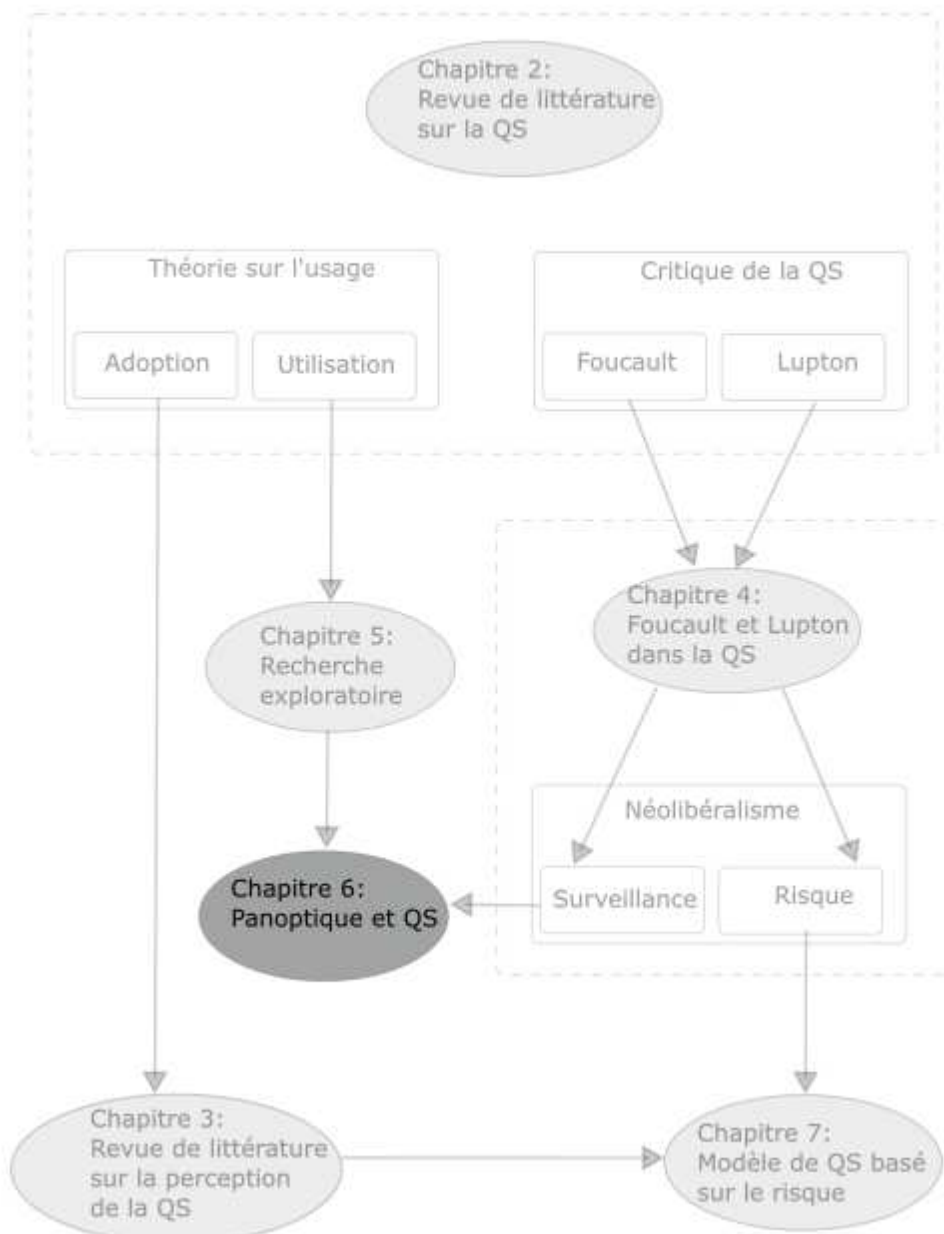 Chapitre 2:
Revue de littérature
sur la QS
Théorie sur l'usage
Critique de la QS
Adoption
Utilisation
Foucault
Lupton
Chapitre 4:
Foucault et Lupton
dans la QS
Chapitre 5:
Recherche
exploratoire
Néolibéralisme
Surveillance
Risque
Chapitre 6:
Panoptique et QS
Chapitre 3:
Revue de littérature
sur la perception
de la QS
Chapitre 7:
Modèle de QS basé
sur le risque